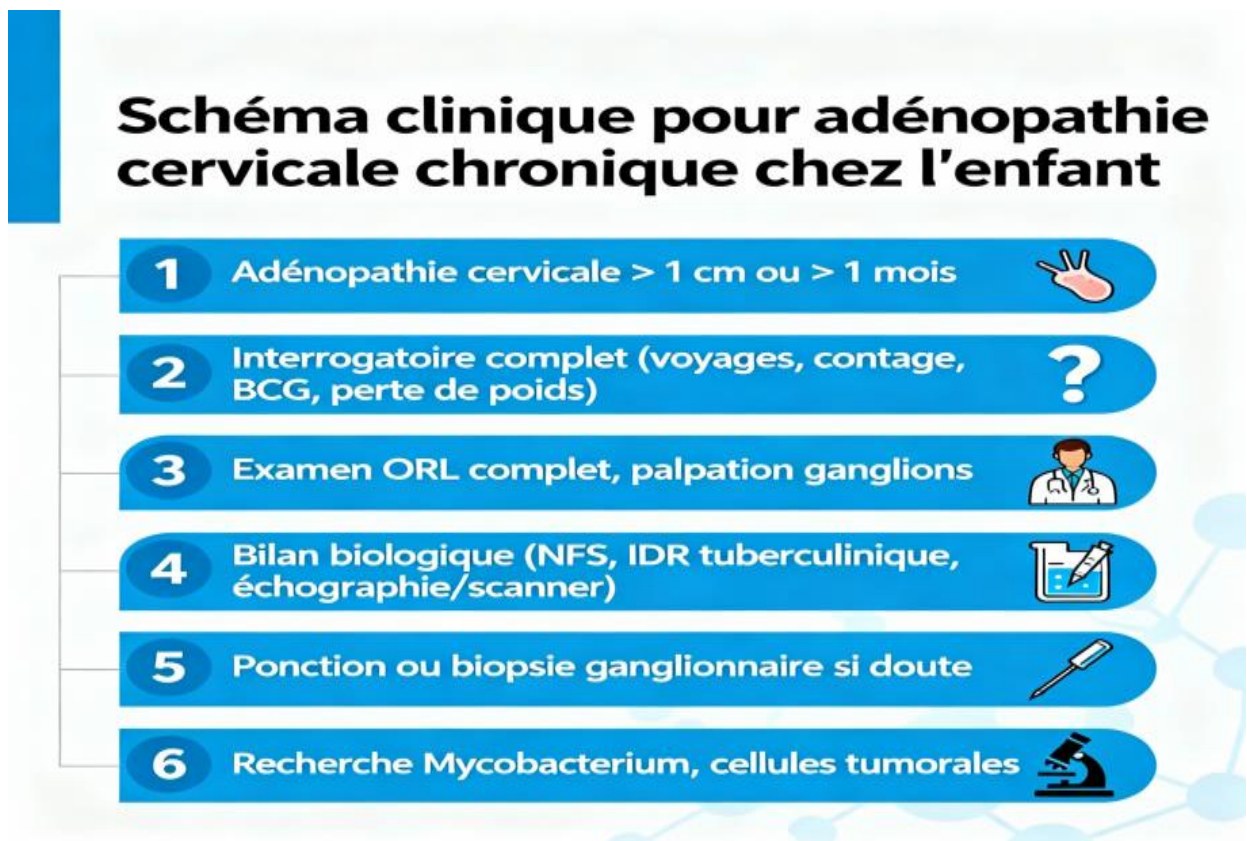 Schéma clinique pour adénopathie
cervicale chronique chez l'enfant
1 Adénopathie cervicale > 1 cm ou > 1 mois
2 Interrogatoire complet (voyages, contage,
BCG, perte de poids)
?
3 Examen ORL complet, palpation ganglions
4 Bilan biologique (NFS, IDR tuberculinique,
échographie/scanner)
5 Ponction ou biopsie ganglionnaire si doute
6 Recherche Mycobacterium, cellules tumorales